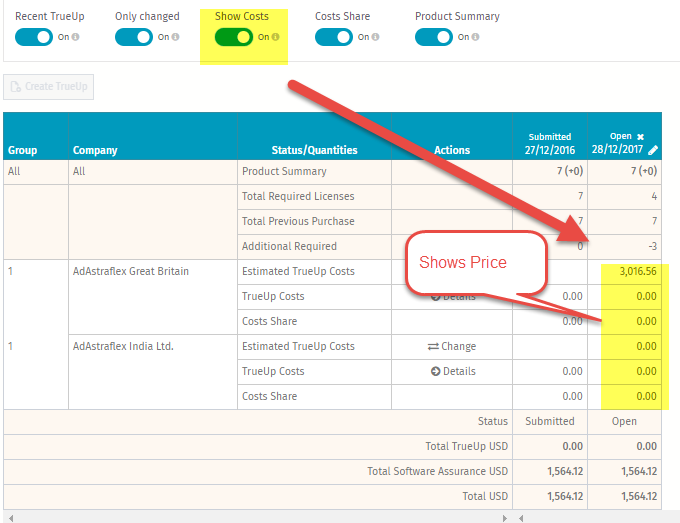 Recent TrueUp Only changed Show Costs Costs Share Product Summary
On On On On On
Create TrueUp
Submitted Open
Group Company Status/Quantities Actions 27/12/2016 28/12/2017
All All Product Summary 7 (+0) 7 (+0)
Total Required Licenses 7 4
Total Previous Purchase 7 7
Additional Required 0 -3
Shows Price
1 AdAstraflex Great Britain Estimated TrueUp Costs 3,016.56
TrueUp Costs Details 0.00 0.00
Costs Share 0.00 0.00
1 AdAstraflex India Ltd. Estimated TrueUp Costs Change 0.00
TrueUp Costs Details 0.00 0.00
Costs Share 0.00 0.00
Status Submitted Open
Total TrueUp USD 0.00 0.00
Total Software Assurance USD 1,564.12 1,564.12
Total USD 1,564.12 1,564.12